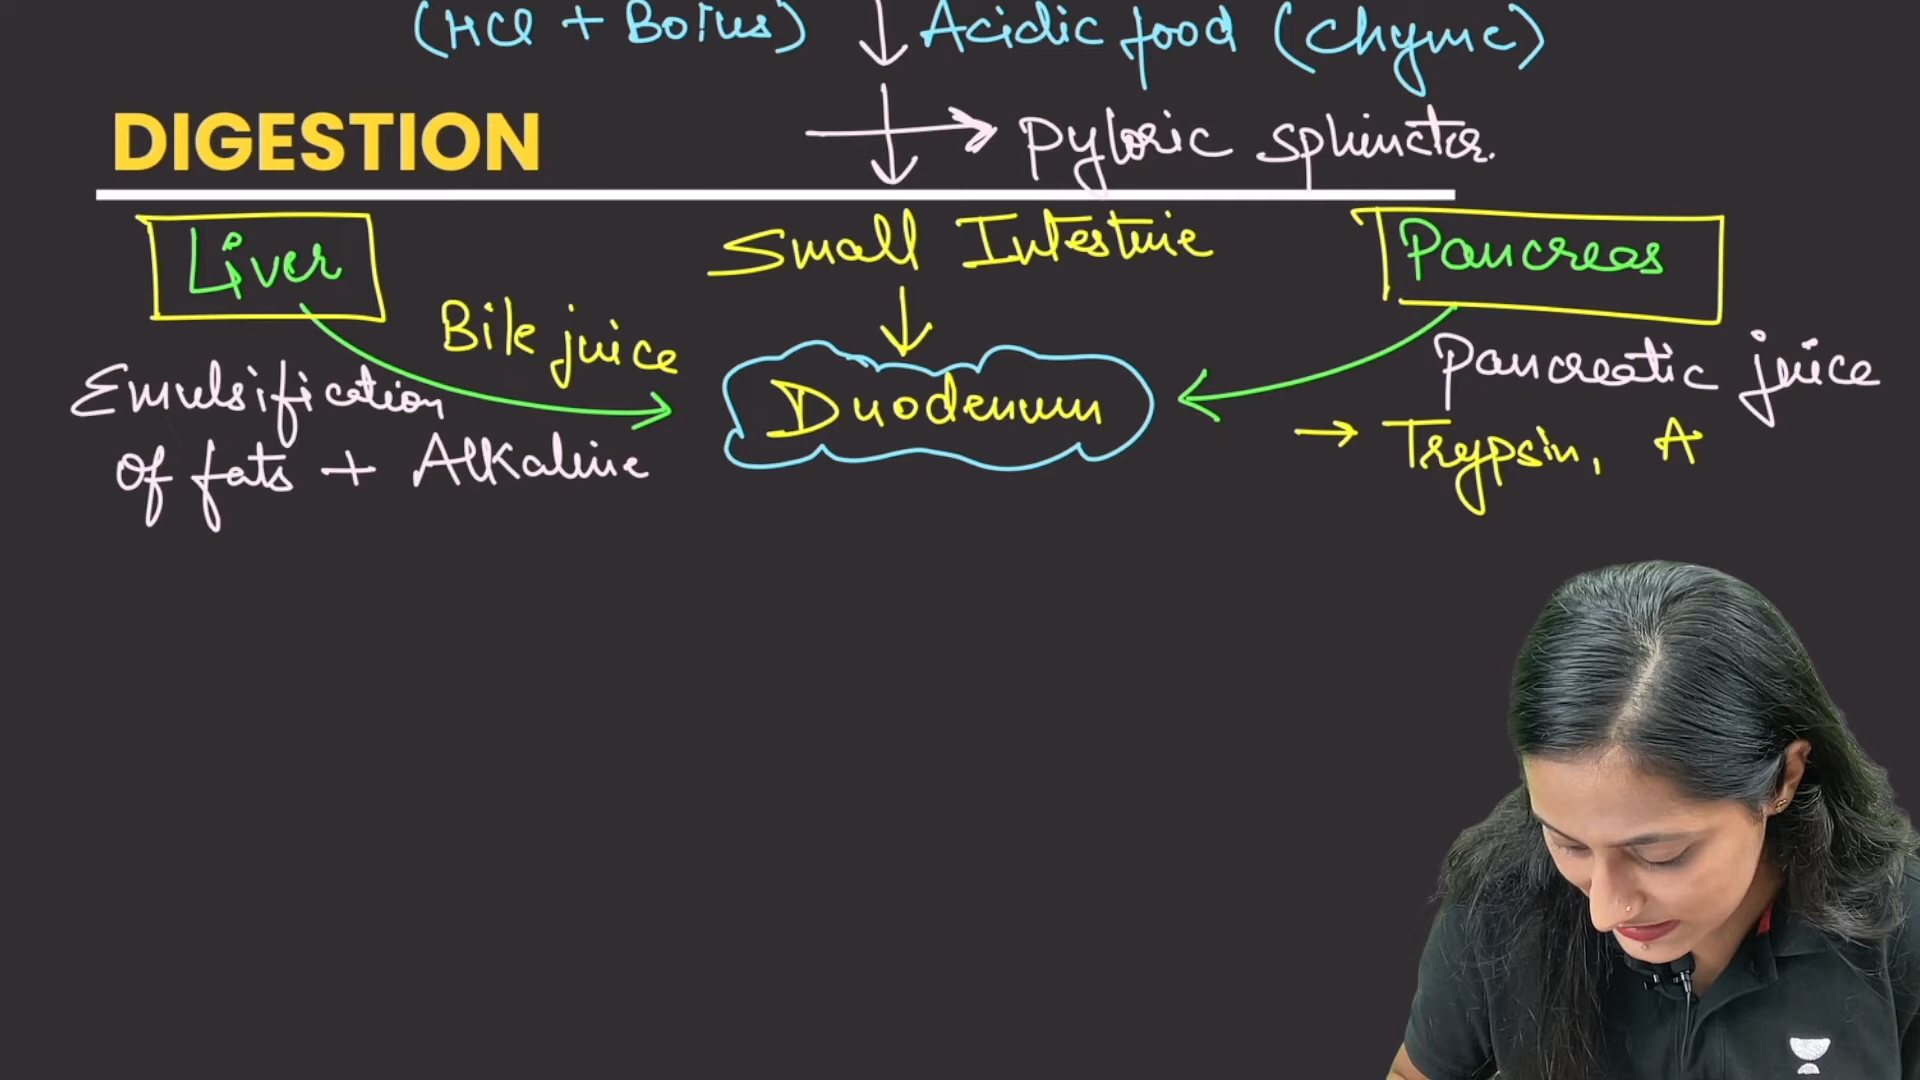 (HCl + Bolus) ↓ Acidic food (Chyme)
DIGESTION
Pyloric sphincter.
Liver
Small Intestine
Pancreas
Bile juice
Duodenum
Pancreatic juice
Emulsification
of fats + Alkaline
→ Trypsin, A